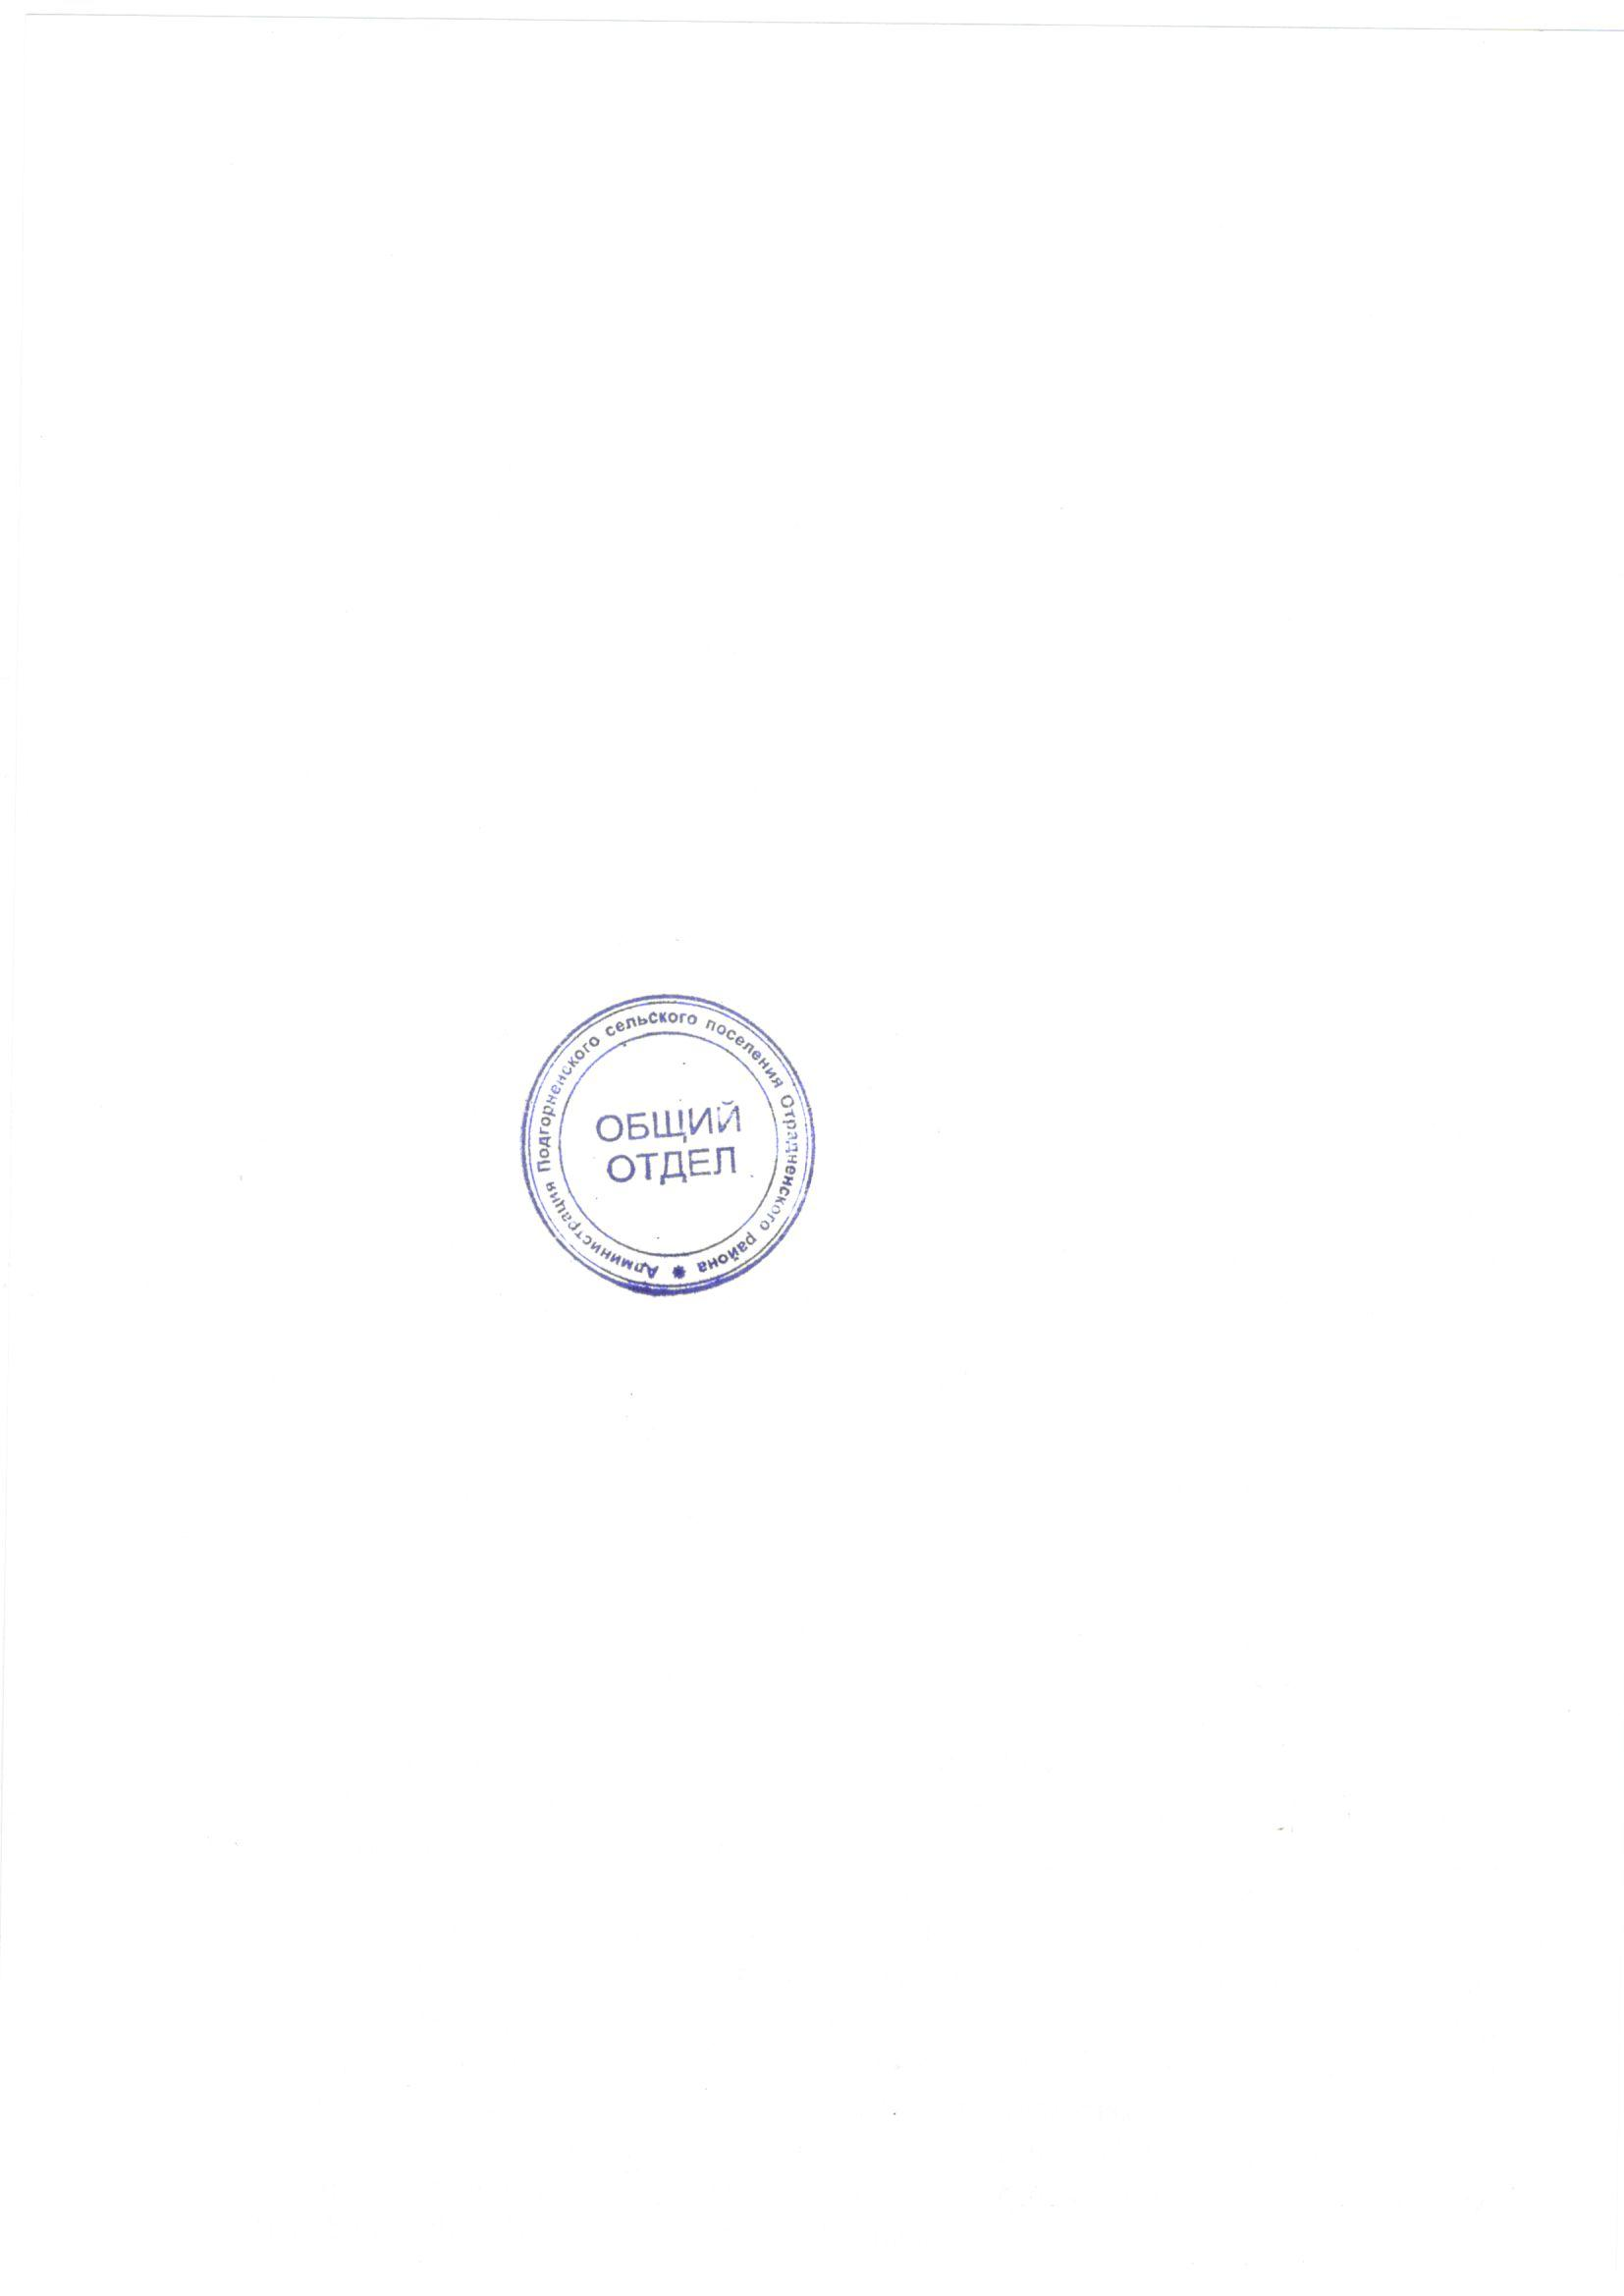 Администрация Подгорненского сельского поселения Отрадненского района
ОБЩИЙ
ОТДЕЛ